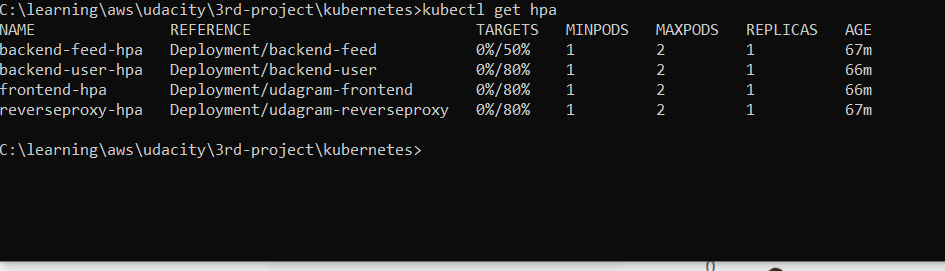 C:\learning\aws\udacity\3rd-project\kubernetes>kubectl get hpa
NAME REFERENCE TARGETS MINPODS MAXPODS REPLICAS AGE
backend-feed-hpa Deployment/backend-feed 0%/50% 1 2 1 67m
backend-user-hpa Deployment/backend-user 0%/80% 1 2 1 66m
frontend-hpa Deployment/udagram-frontend 0%/80% 1 2 1 66m
reverseproxy-hpa Deployment/udagram-reverseproxy 0%/80% 1 2 1 67m
C:\learning\aws\udacity\3rd-project\kubernetes>